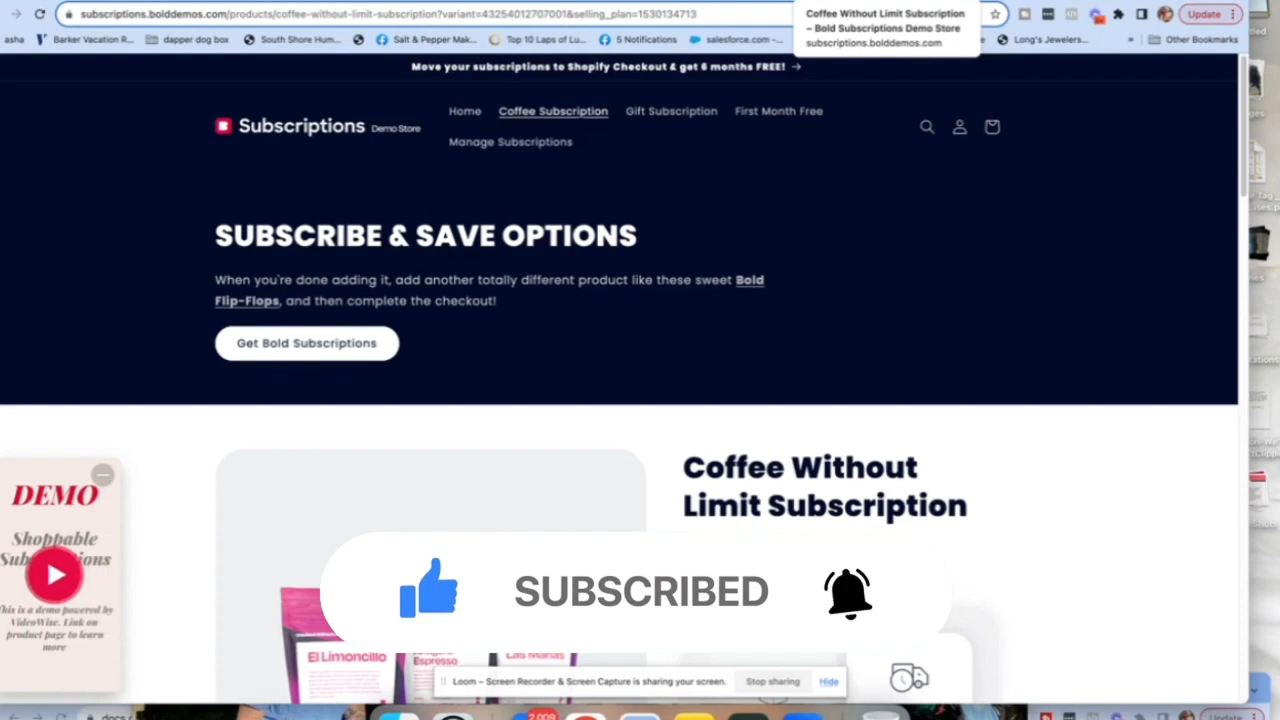 subscriptions.bolddemos.com/products/coffee-without-limit-subscription?variant=43254012707001&selling_plan=1530134713
Coffee Without Limit Subscription
– Bold Subscriptions Demo Store
subscriptions.bolddemos.com
Update
asha
Barker Vacation R...
dapper dog box
South Shore Hum...
Salt & Pepper Mak...
Top 10 Laps of Lu...
5 Notifications
salesforce.com -...
Long's Jewelers...
»
Other Bookmarks
Move your subscriptions to Shopify Checkout & get 6 months FREE! →
Subscriptions Demo Store
Home
Coffee Subscription
Gift Subscription
First Month Free
Manage Subscriptions
SUBSCRIBE & SAVE OPTIONS
When you're done adding it, add another totally different product like these sweet Bold
Flip-Flops, and then complete the checkout!
Get Bold Subscriptions
DEMO
Shoppable
This is a demo powered by
VideoWise. Link on
product page to learn
more
Coffee Without
Limit Subscription
SUBSCRIBED
El Limoncillo
Espresso
Las Marias
Loom – Screen Recorder & Screen Capture is sharing your screen.
Stop sharing
Hide
2,009
Update